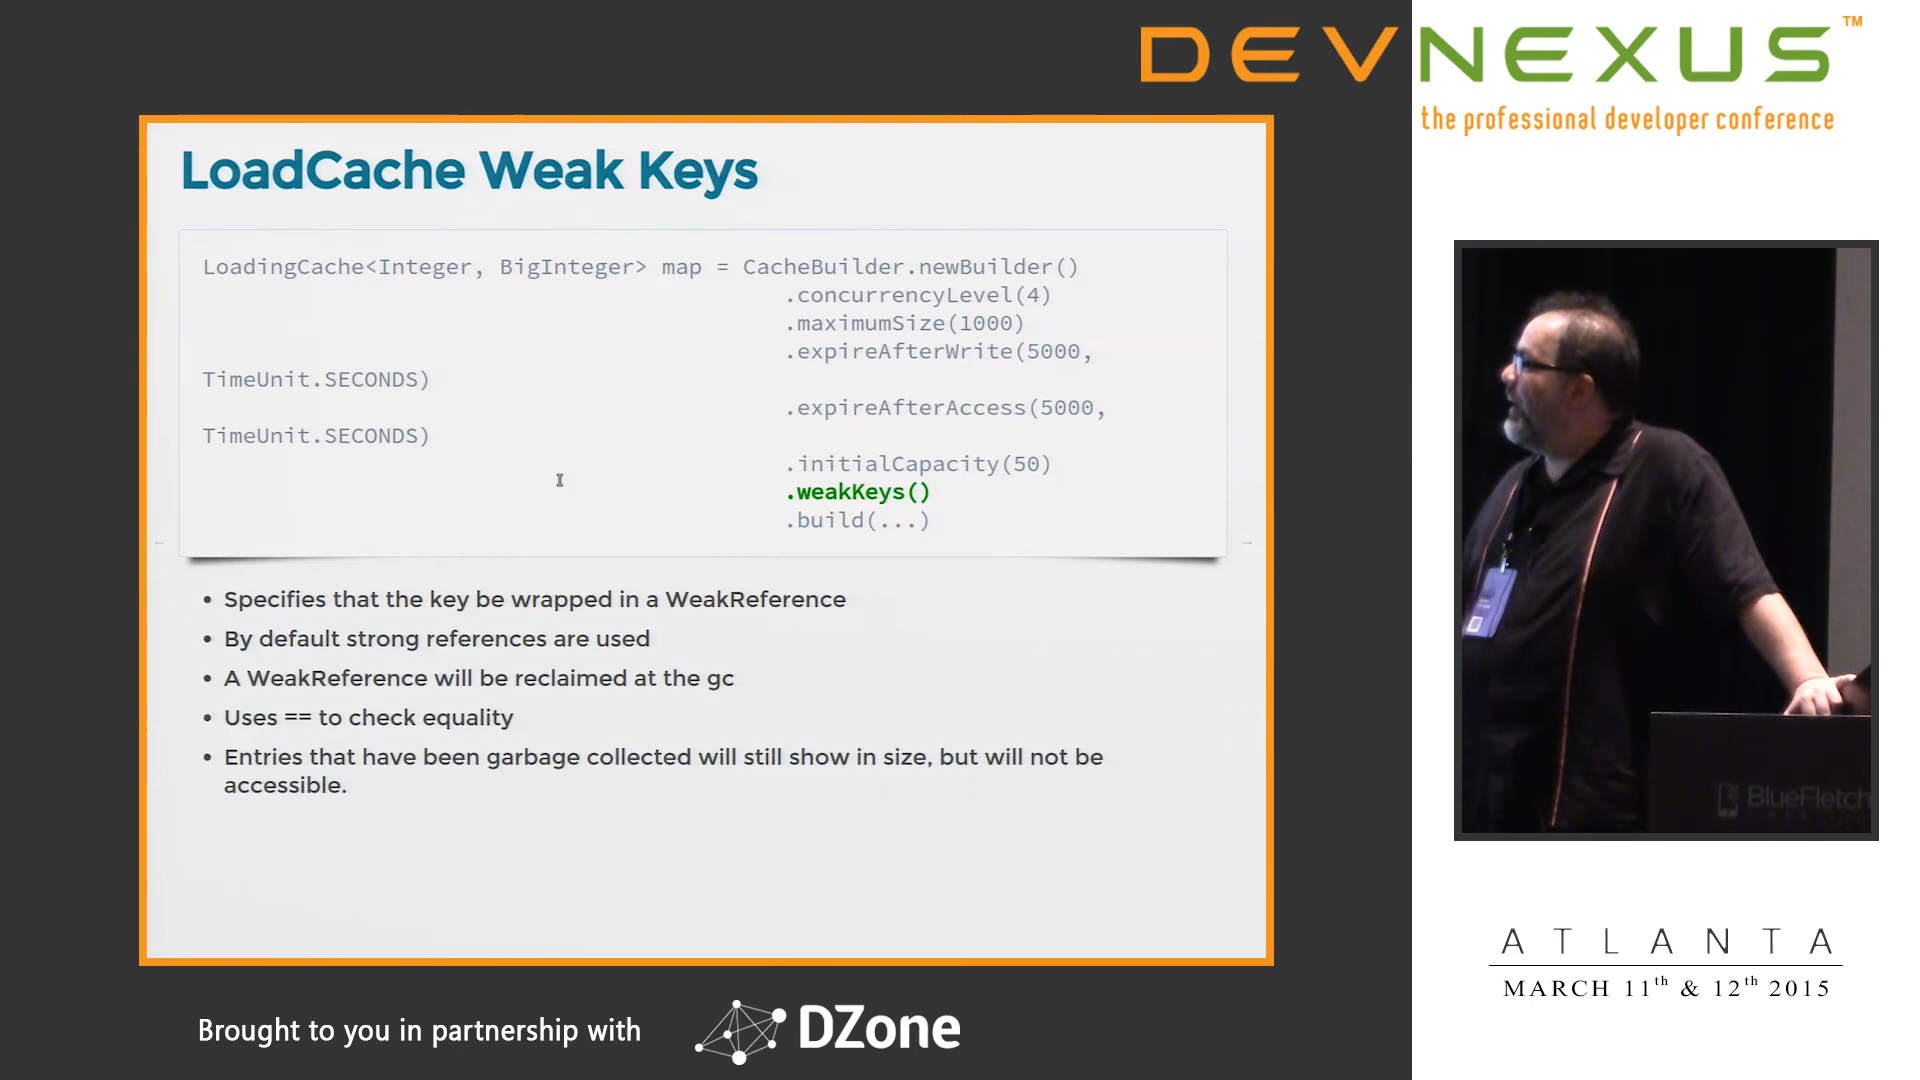 DEVNEXUS™
the professional developer conference
LoadCache Weak Keys
LoadingCache<Integer, BigInteger> map = CacheBuilder.newBuilder()
.concurrencyLevel(4)
.maximumSize(1000)
.expireAfterWrite(5000,
TimeUnit.SECONDS)
.expireAfterAccess(5000,
TimeUnit.SECONDS)
.initialCapacity(50)
.weakKeys()
.build(...)
• Specifies that the key be wrapped in a WeakReference
• By default strong references are used
• A WeakReference will be reclaimed at the gc
• Uses == to check equality
• Entries that have been garbage collected will still show in size, but will not be
accessible.
BlueFletch
ATLANTA
MARCH 11th & 12th 2015
Brought to you in partnership with
DZone